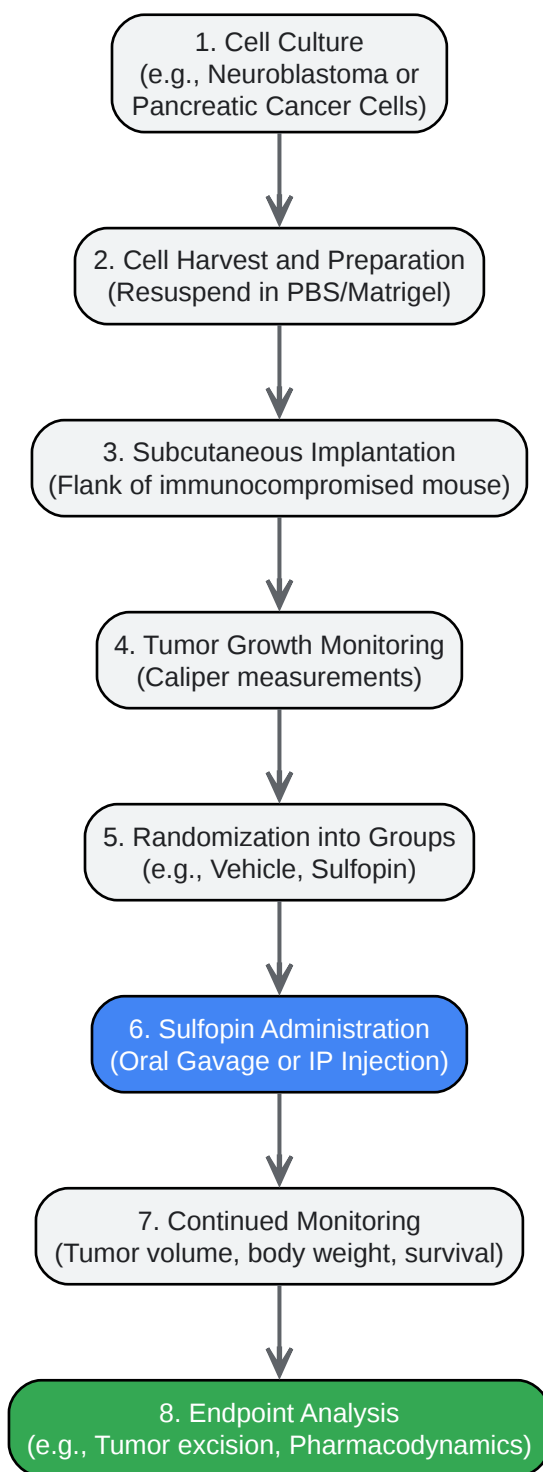 1. Cell Culture
(e.g., Neuroblastoma or
Pancreatic Cancer Cells)
2. Cell Harvest and Preparation
(Resuspend in PBS/Matrigel)
3. Subcutaneous Implantation
(Flank of immunocompromised mouse)
4. Tumor Growth Monitoring
(Caliper measurements)
5. Randomization into Groups
(e.g., Vehicle, Sulfopin)
6. Sulfopin Administration
(Oral Gavage or IP Injection)
7. Continued Monitoring
(Tumor volume, body weight, survival)
8. Endpoint Analysis
(e.g., Tumor excision, Pharmacodynamics)